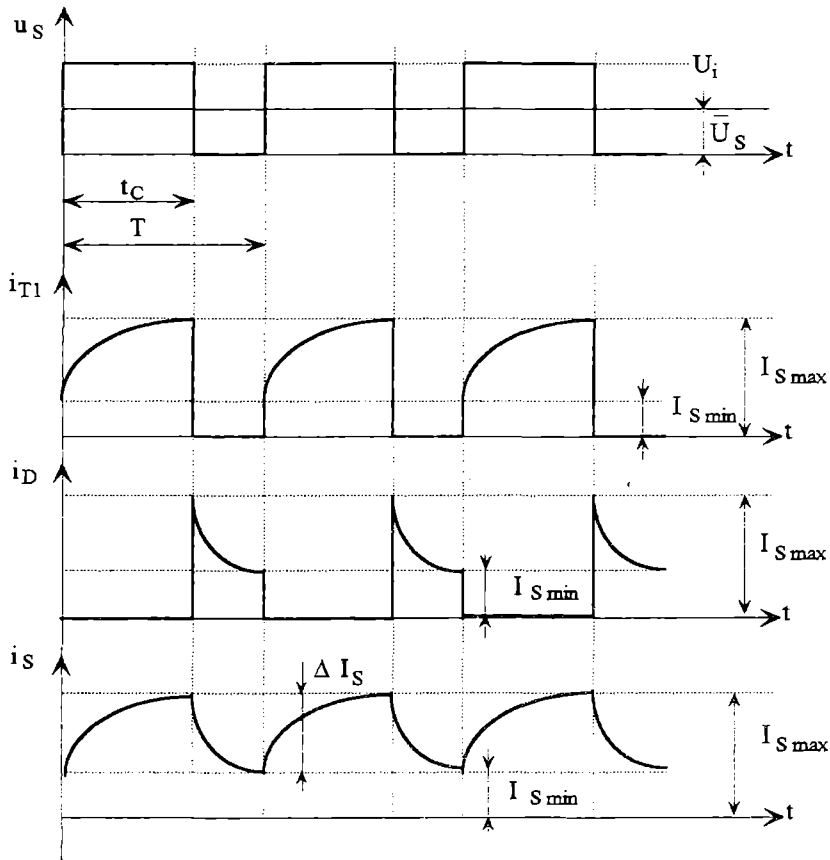 u_S
U_i
Ū_S
t
t_C
T
i_T1
I_S max
I_S min
t
i_D
I_S max
I_S min
t
i_S
Δ I_S
I_S max
I_S min
t